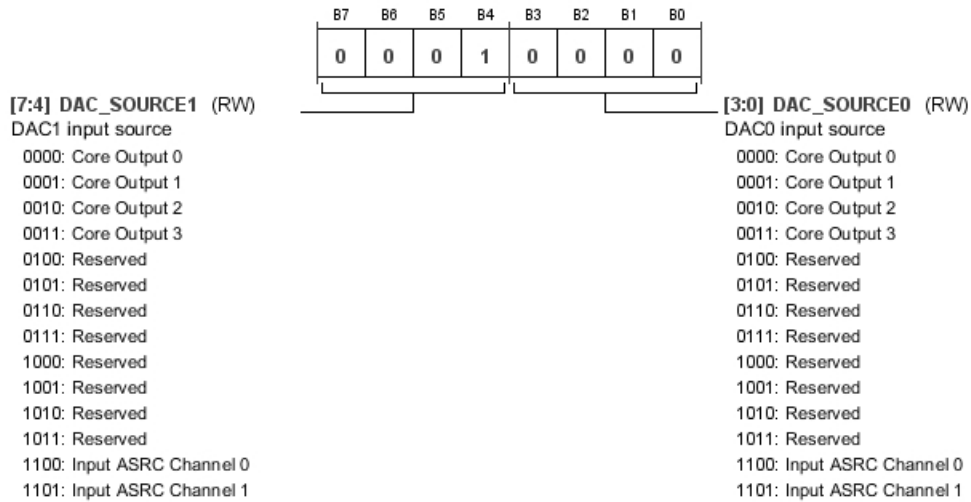 B7 B6 B5 B4 B3 B2 B1 B0
0 0 0 1 0 0 0 0
[7:4] DAC_SOURCE1 (RW)
DAC1 input source
0000: Core Output 0
0001: Core Output 1
0010: Core Output 2
0011: Core Output 3
0100: Reserved
0101: Reserved
0110: Reserved
0111: Reserved
1000: Reserved
1001: Reserved
1010: Reserved
1011: Reserved
1100: Input ASRC Channel 0
1101: Input ASRC Channel 1
[3:0] DAC_SOURCE0 (RW)
DAC0 input source
0000: Core Output 0
0001: Core Output 1
0010: Core Output 2
0011: Core Output 3
0100: Reserved
0101: Reserved
0110: Reserved
0111: Reserved
1000: Reserved
1001: Reserved
1010: Reserved
1011: Reserved
1100: Input ASRC Channel 0
1101: Input ASRC Channel 1